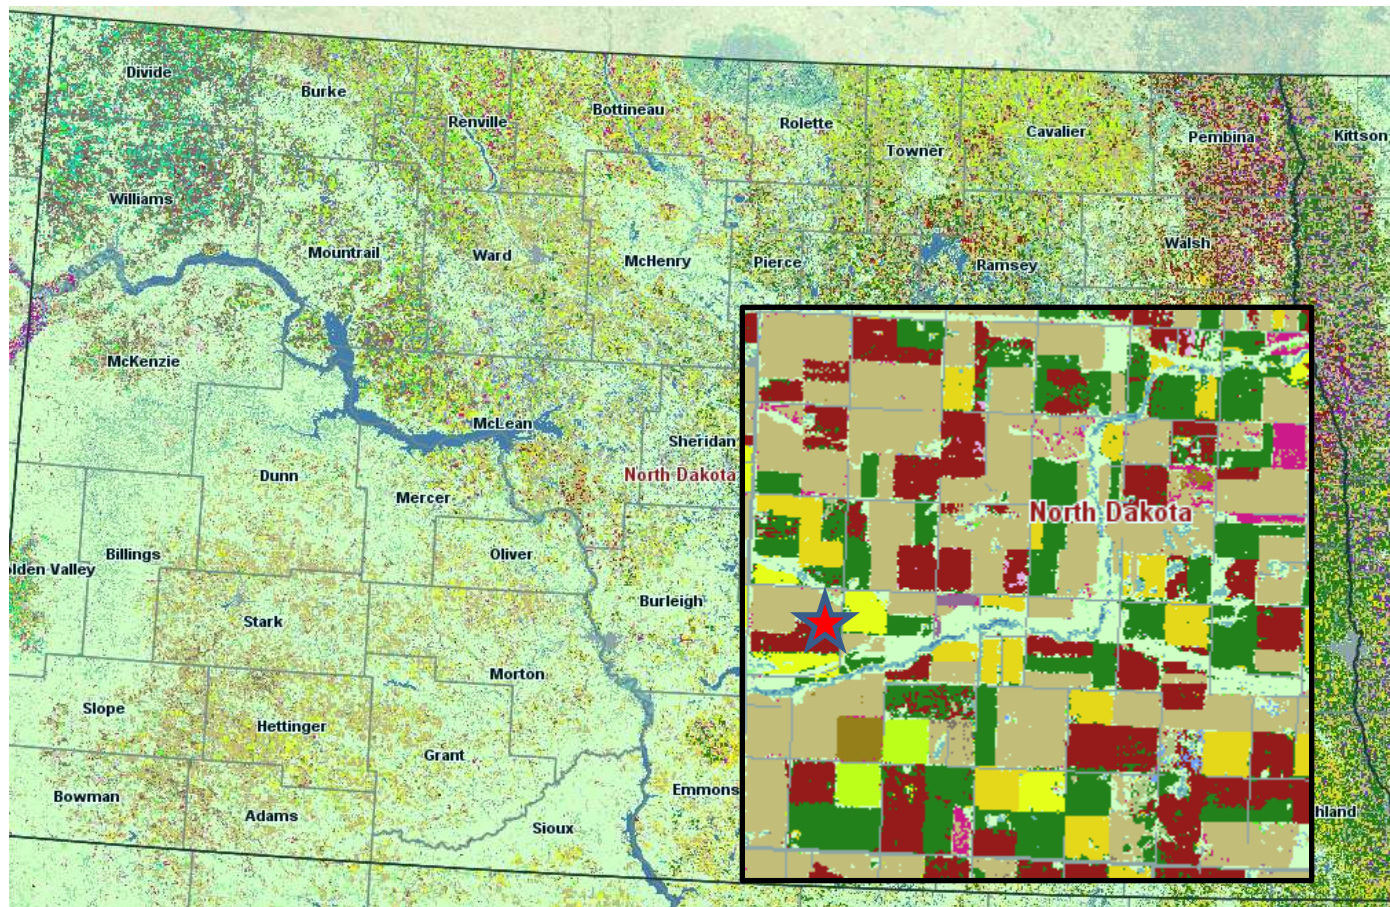 Divide
Burke
Renville
Bottineau
Rolette
Towner
Cavalier
Pembina
Kittson
Williams
Mountrail
Ward
McHenry
Pierce
Ramsey
Walsh
McKenzie
McLean
Sheridan
North Dakota
Dunn
Mercer
North Dakota
Billings
Oliver
olden Valley
Burleigh
Stark
Morton
Slope
Hettinger
Grant
Emmons
Bowman
Adams
Sioux
hland